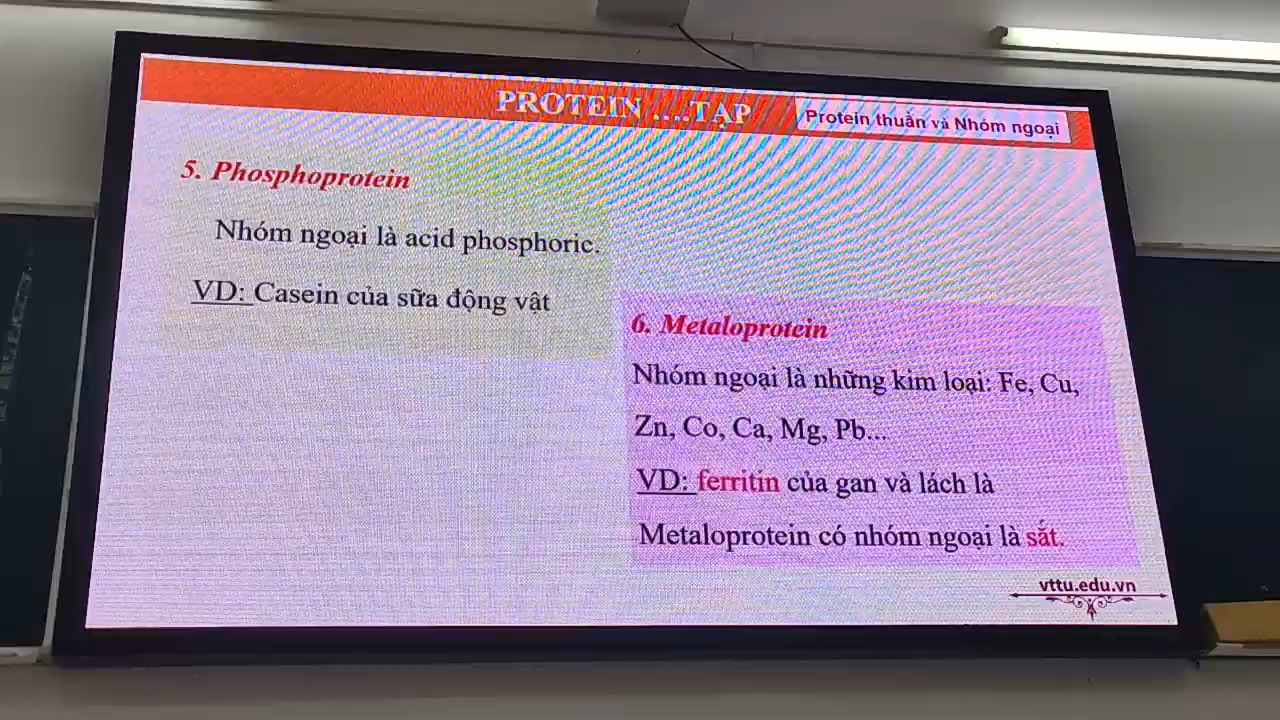 PROTEIN ....TẠP
Protein thuần và Nhóm ngoại
5. Phosphoprotein
Nhóm ngoại là acid phosphoric.
VD: Casein của sữa động vật
6. Metaloprotein
Nhóm ngoại là những kim loại: Fe, Cu,
Zn, Co, Ca, Mg, Pb...
VD: ferritin của gan và lách là
Metaloprotein có nhóm ngoại là sắt.
vttu.edu.vn